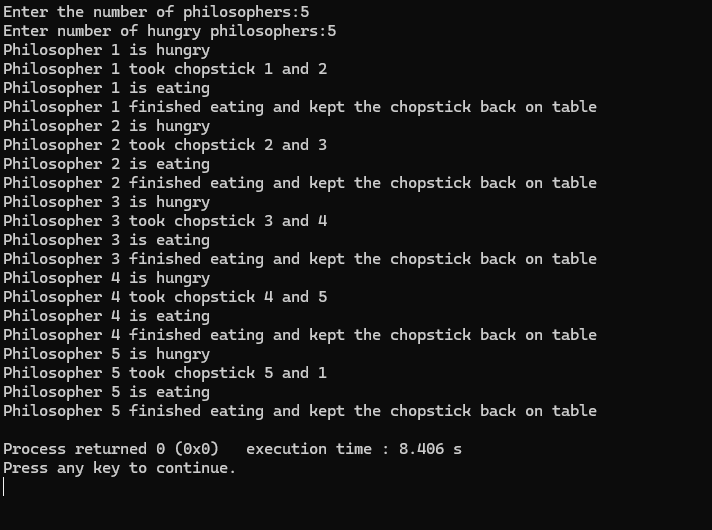 Enter the number of philosophers:5
Enter number of hungry philosophers:5
Philosopher 1 is hungry
Philosopher 1 took chopstick 1 and 2
Philosopher 1 is eating
Philosopher 1 finished eating and kept the chopstick back on table
Philosopher 2 is hungry
Philosopher 2 took chopstick 2 and 3
Philosopher 2 is eating
Philosopher 2 finished eating and kept the chopstick back on table
Philosopher 3 is hungry
Philosopher 3 took chopstick 3 and 4
Philosopher 3 is eating
Philosopher 3 finished eating and kept the chopstick back on table
Philosopher 4 is hungry
Philosopher 4 took chopstick 4 and 5
Philosopher 4 is eating
Philosopher 4 finished eating and kept the chopstick back on table
Philosopher 5 is hungry
Philosopher 5 took chopstick 5 and 1
Philosopher 5 is eating
Philosopher 5 finished eating and kept the chopstick back on table
Process returned 0 (0x0)   execution time : 8.406 s
Press any key to continue.